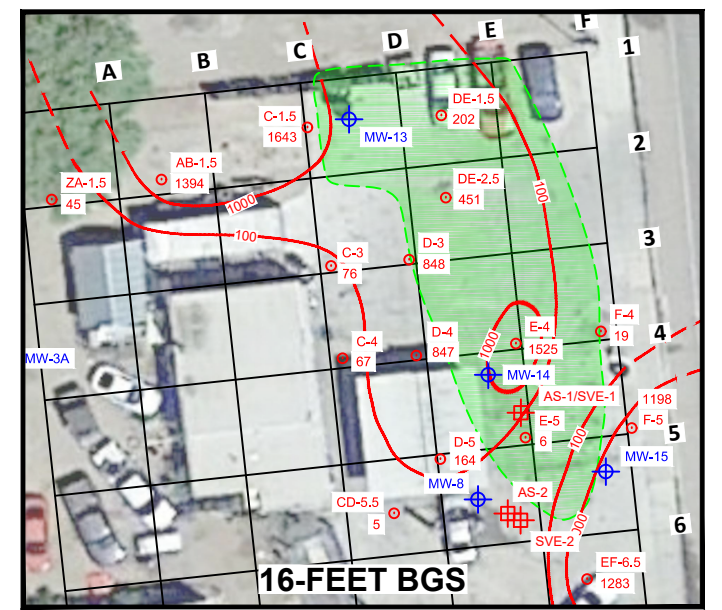 A
B
C
D
E
F
1
2
3
4
5
6
C-1.5
1643
MW-13
DE-1.5
202
AB-1.5
1394
ZA-1.5
45
1000
100
100
DE-2.5
451
C-3
76
D-3
848
C-4
67
D-4
847
E-4
1525
F-4
19
1000
MW-3A
MW-14
AS-1/SVE-1
E-5
6
100
1198
F-5
D-5
164
MW-8
MW-15
CD-5.5
5
AS-2
SVE-2
EF-6.5
1283
16-FEET BGS